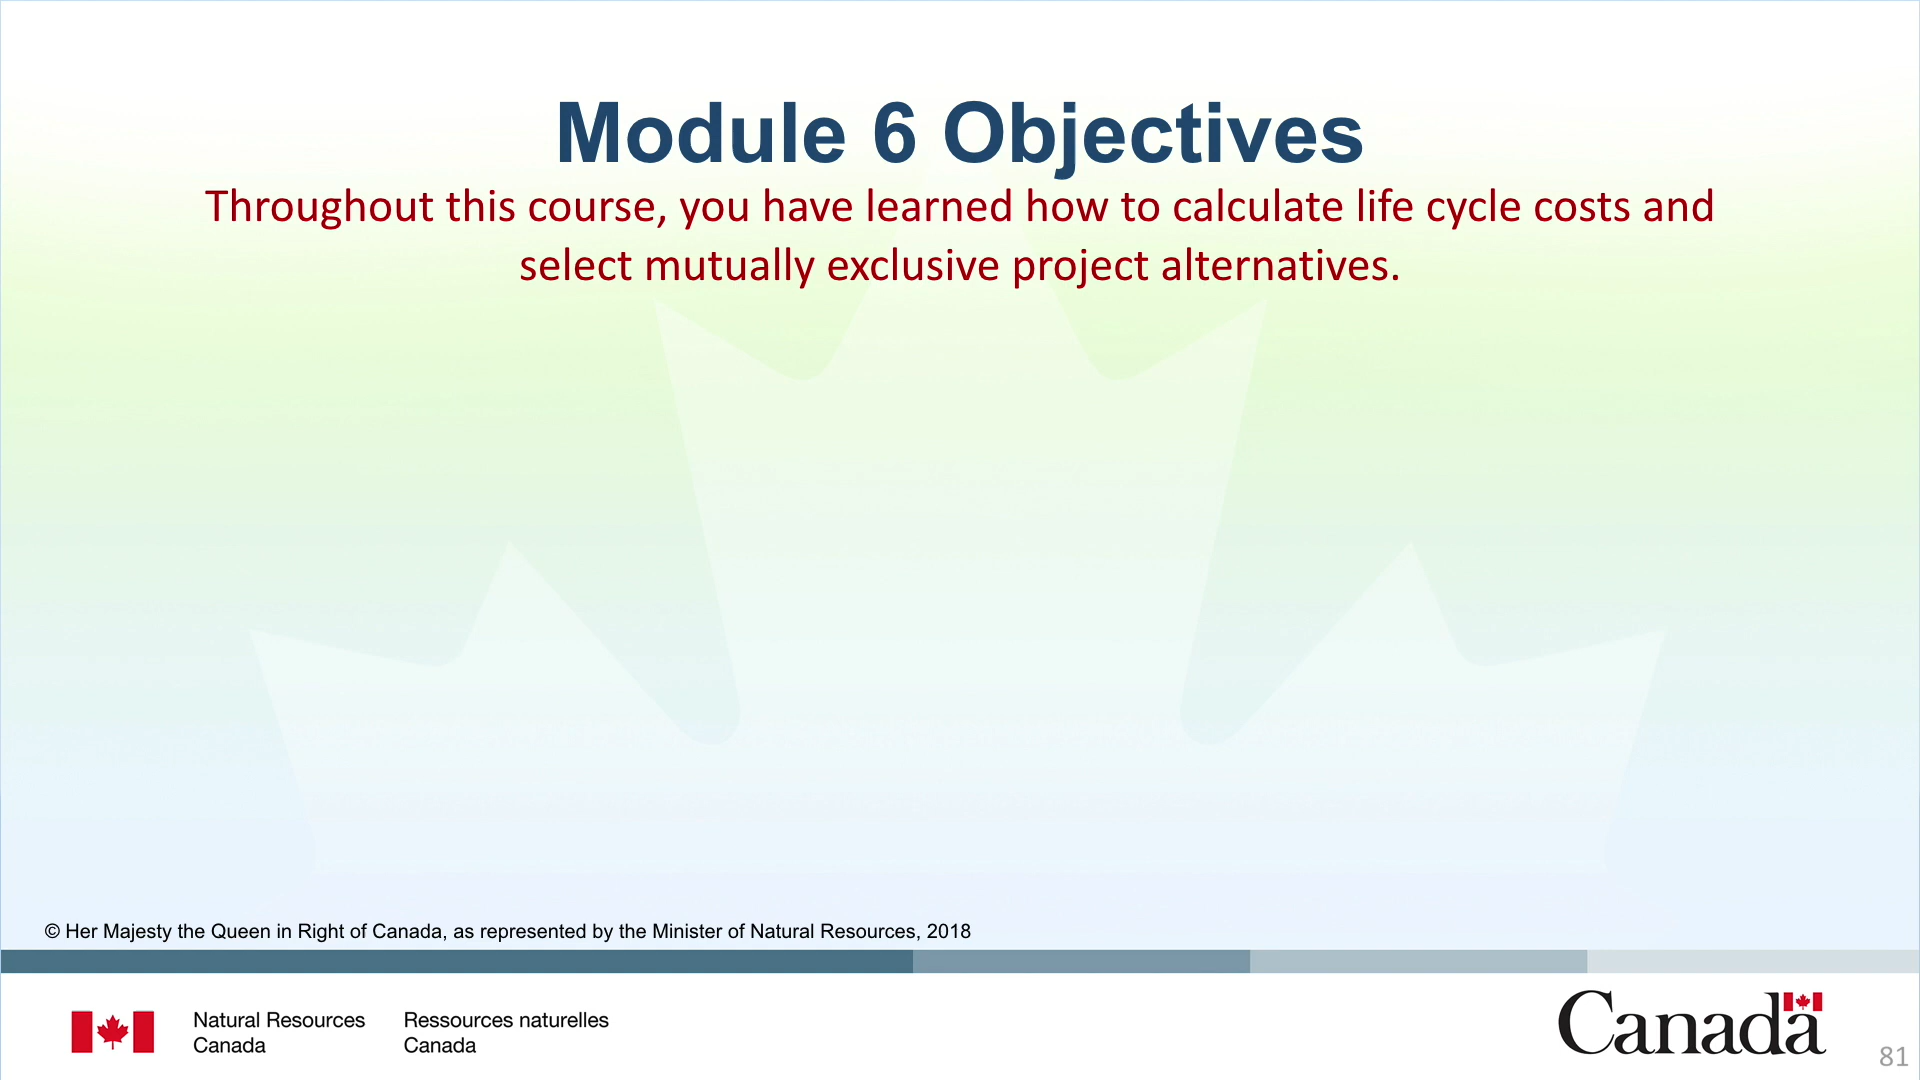 Module 6 Objectives
Throughout this course, you have learned how to calculate life cycle costs and
select mutually exclusive project alternatives.
© Her Majesty the Queen in Right of Canada, as represented by the Minister of Natural Resources, 2018
Natural Resources
Canada
Ressources naturelles
Canada
Canada
81